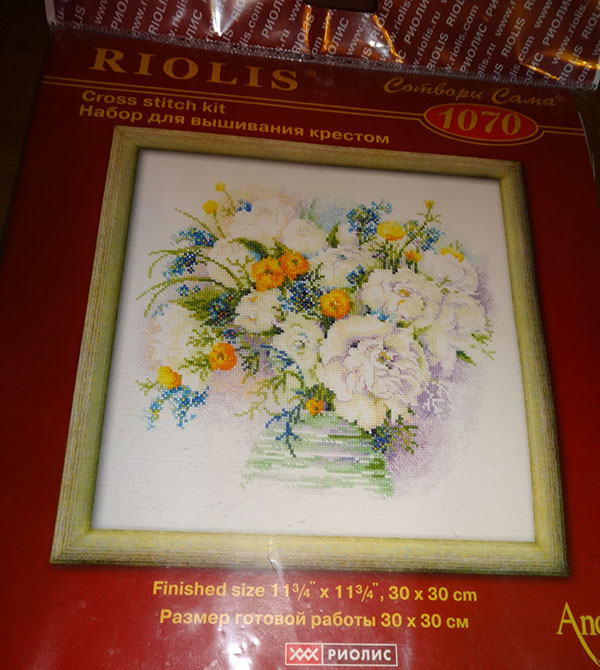 RIOLIS®
Сотвори Сама®
Cross stitch kit
1070
Набор для вышивания крестом
Finished size 11¾" x 11¾", 30 x 30 cm
Размер готовой работы 30 x 30 см
РИОЛИС